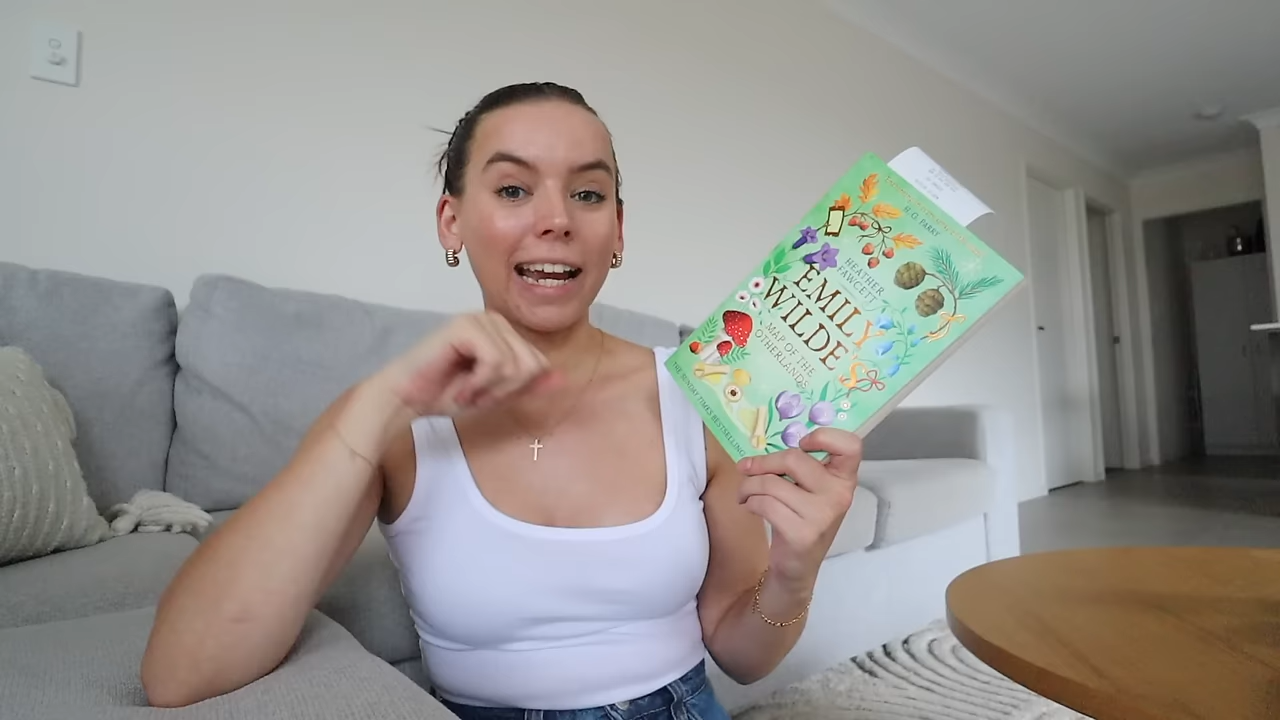 H. G. PARRY
HEATHER
FAWCETT
EMILY
WILDE'S
MAP OF THE
OTHERLANDS
THE SUNDAY TIMES BESTSELLING